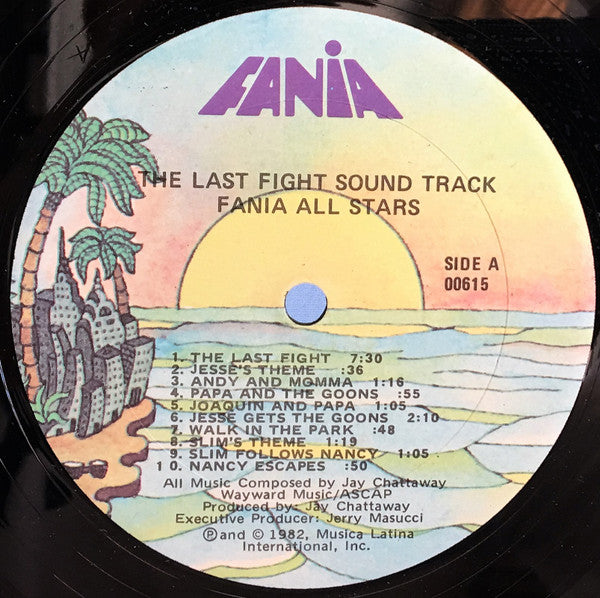 FANIA
THE LAST FIGHT SOUND TRACK
FANIA ALL STARS
SIDE A
00615
1. THE LAST FIGHT 7:30
2. JESSE'S THEME :36
3. ANDY AND MOMMA 1:16
4. PAPA AND THE GOONS :55
5. JOAQUIN AND PAPA 1:05
6. JESSE GETS THE GOONS 2:10
7. WALK IN THE PARK :48
8. SLIM'S THEME 1:19
9. SLIM FOLLOWS NANCY 1:05
10. NANCY ESCAPES :50
All Music Composed by Jay Chattaway
Wayward Music/ASCAP
Produced by: Jay Chattaway
Executive Producer: Jerry Masucci
Ⓟ and © 1982, Musica Latina
International, Inc.